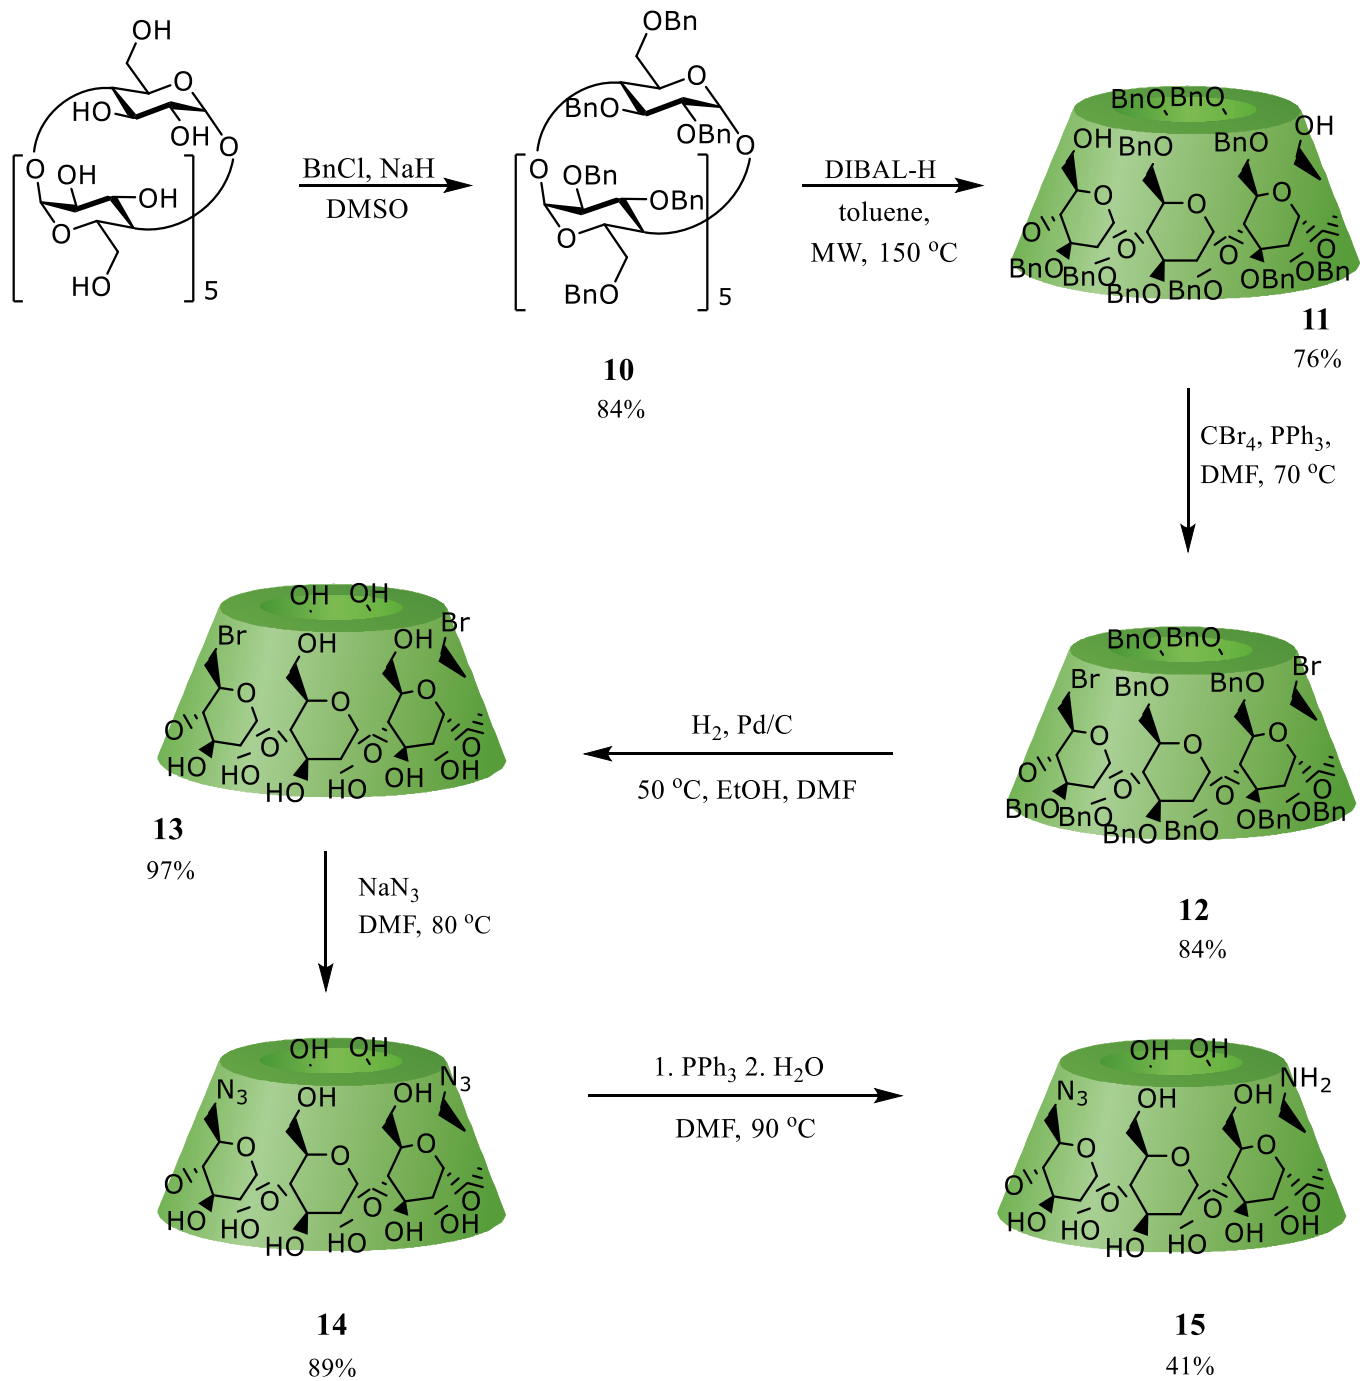 OH
O
HO
OH
O
O
OH
OH
O
HO
5
BnCl, NaH
DMSO
OBn
O
BnO
OBn
O
O
OBn
OBn
O
BnO
5
10
84%
DIBAL-H
toluene,
MW, 150 °C
BnO BnO
OH BnO BnO OH
O O O
O O O O
BnO BnO BnO BnO OBn OBn
11
76%
CBr4, PPh3,
DMF, 70 °C
BnO BnO
Br BnO BnO Br
O O O
O O O O
BnO BnO BnO BnO OBn OBn
12
84%
H2, Pd/C
50 °C, EtOH, DMF
OH OH
Br OH OH Br
O O O
O O O O
HO HO HO HO OH OH
13
97%
NaN3
DMF, 80 °C
OH OH
N3 OH OH N3
O O O
O O O O
HO HO HO HO OH OH
14
89%
1. PPh3 2. H2O
DMF, 90 °C
OH OH
N3 OH OH NH2
O O O
O O O O
HO HO HO HO OH OH
15
41%